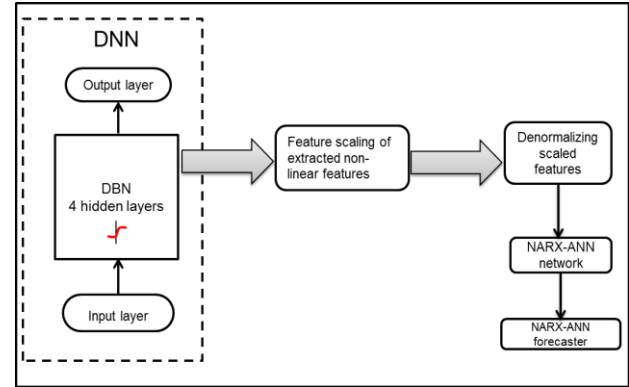 DNN
Output layer
DBN
4 hidden layers
Input layer
Feature scaling of
extracted non-
linear features
Denormalizing
scaled
features
NARX-ANN
network
NARX-ANN
forecaster